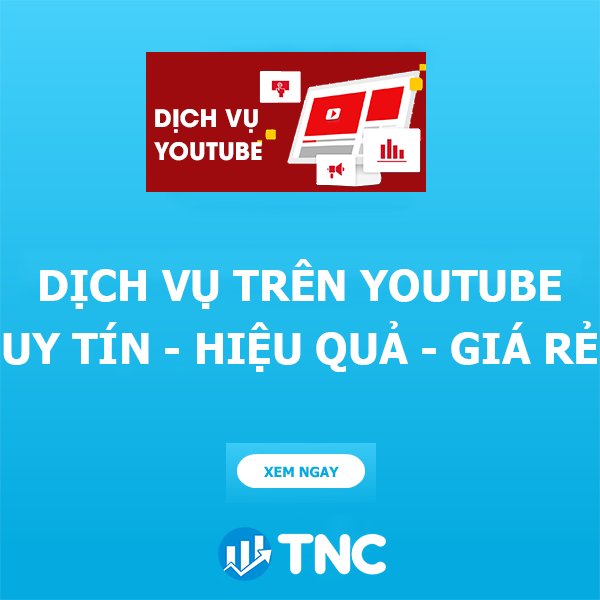 DỊCH VỤ
YOUTUBE
DỊCH VỤ TRÊN YOUTUBE
UY TÍN - HIỆU QUẢ - GIÁ RẺ
XEM NGAY
TNC